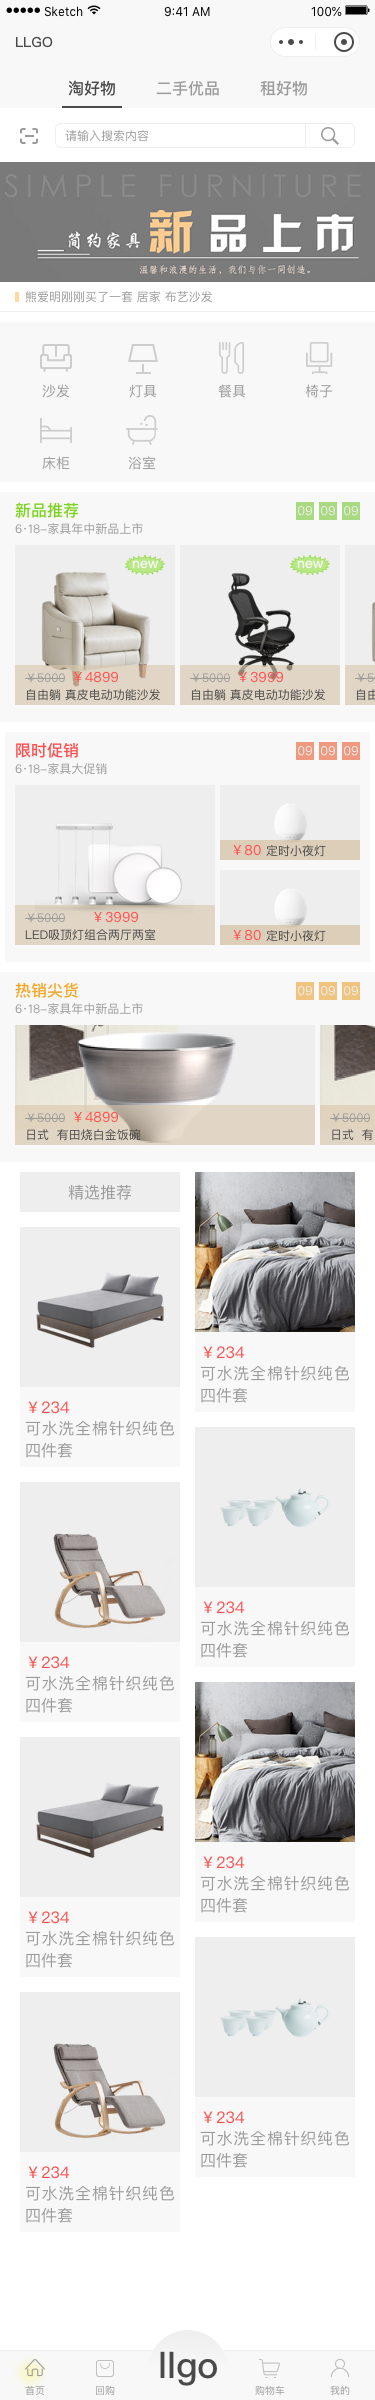 Sketch 9:41 AM 100%
LLGO
淘好物 二手优品 租好物
请输入搜索内容
SIMPLE FURNITURE
简约家具 新品上市
温馨和浪漫的生活，我们与你一同创造。
熊爱明刚刚买了一套 居家 布艺沙发
沙发 灯具 餐具 椅子
床柜 浴室
新品推荐 09 09 09
6·18-家具年中新品上市
new new
￥5000 ￥4899 ￥5000 ￥3999 ￥5
自由躺 真皮电动功能沙发 自由躺 真皮电动功能沙发 自由
限时促销 09 09 09
6·18-家具大促销
￥80 定时小夜灯
￥5000 ￥3999
LED吸顶灯组合两厅两室
￥80 定时小夜灯
热销尖货 09 09 09
6·18-家具年中新品上市
￥5000 ￥4899 ￥5000
日式 有田烧白金饭碗 日式 有
精选推荐
￥234
可水洗全棉针织纯色
四件套
￥234
可水洗全棉针织纯色
四件套
￥234
可水洗全棉针织纯色
四件套
￥234
可水洗全棉针织纯色
四件套
￥234
可水洗全棉针织纯色
四件套
￥234
可水洗全棉针织纯色
四件套
￥234
可水洗全棉针织纯色
四件套
￥234
可水洗全棉针织纯色
四件套
首页 回购 llgo 购物车 我的